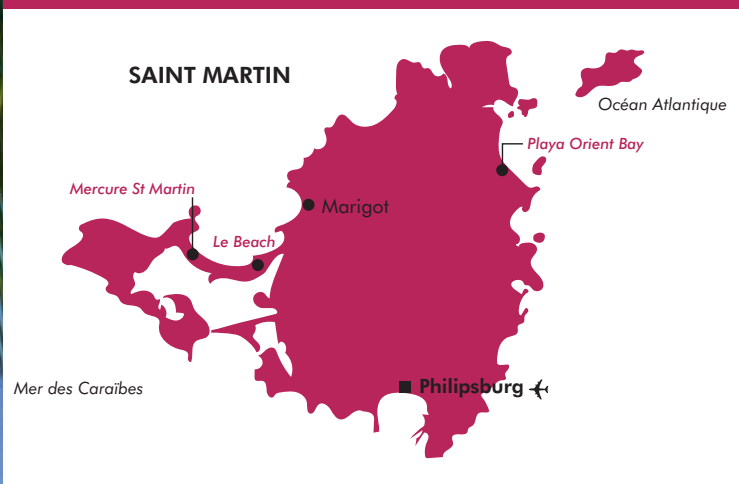 SAINT MARTIN
Océan Atlantique
Playa Orient Bay
Mercure St Martin
Marigot
Le Beach
Mer des Caraïbes
Philipsburg